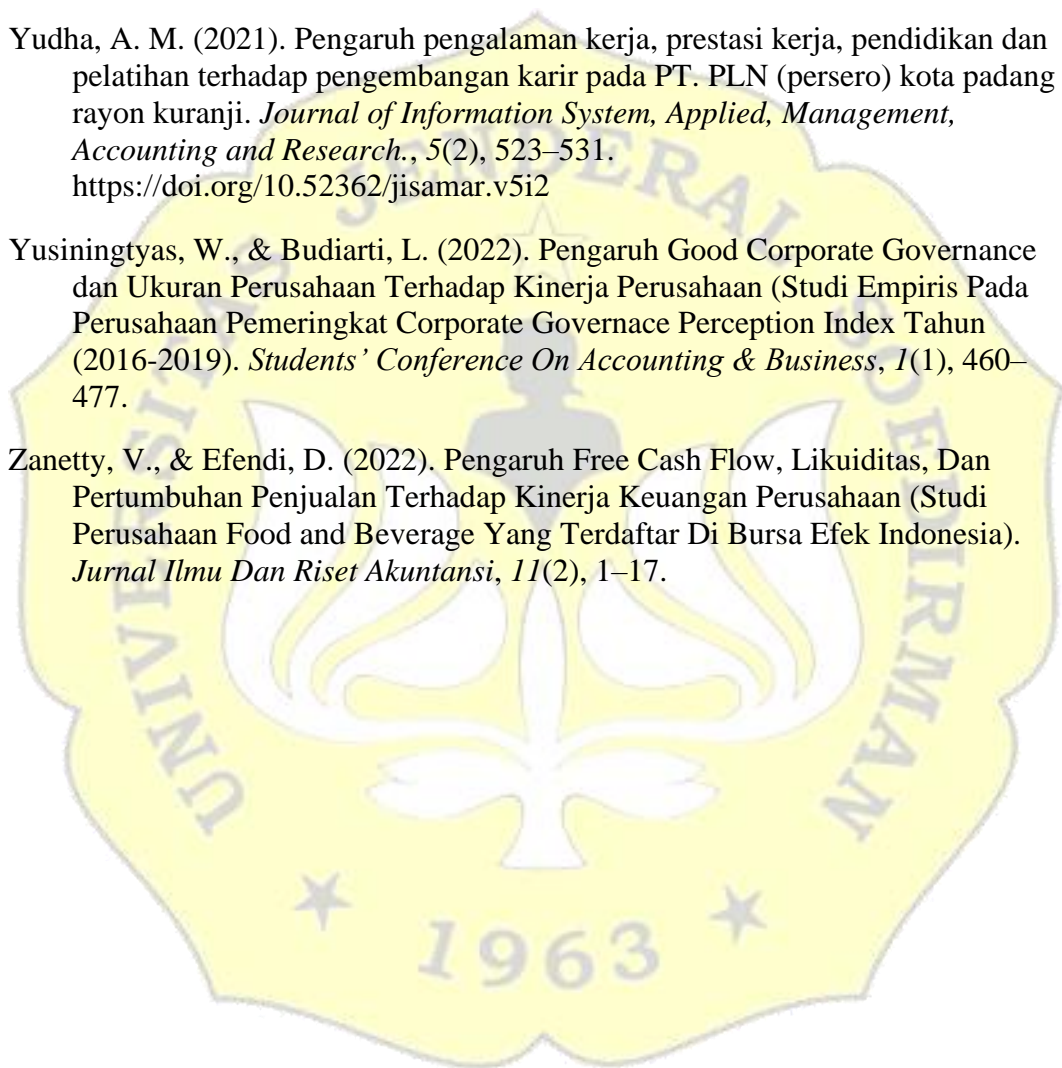 Yudha, A. M. (2021). Pengaruh pengalaman kerja, prestasi kerja, pendidikan dan
pelatihan terhadap pengembangan karir pada PT. PLN (persero) kota padang
rayon kuranji. Journal of Information System, Applied, Management,
Accounting and Research., 5(2), 523–531.
https://doi.org/10.52362/jisamar.v5i2
Yusiningtyas, W., & Budiarti, L. (2022). Pengaruh Good Corporate Governance
dan Ukuran Perusahaan Terhadap Kinerja Perusahaan (Studi Empiris Pada
Perusahaan Pemeringkat Corporate Governace Perception Index Tahun
(2016-2019). Students’ Conference On Accounting & Business, 1(1), 460–
477.
Zanetty, V., & Efendi, D. (2022). Pengaruh Free Cash Flow, Likuiditas, Dan
Pertumbuhan Penjualan Terhadap Kinerja Keuangan Perusahaan (Studi
Perusahaan Food and Beverage Yang Terdaftar Di Bursa Efek Indonesia).
Jurnal Ilmu Dan Riset Akuntansi, 11(2), 1–17.
UNIVERSITAS JENDERAL SOEDIRMAN
1963